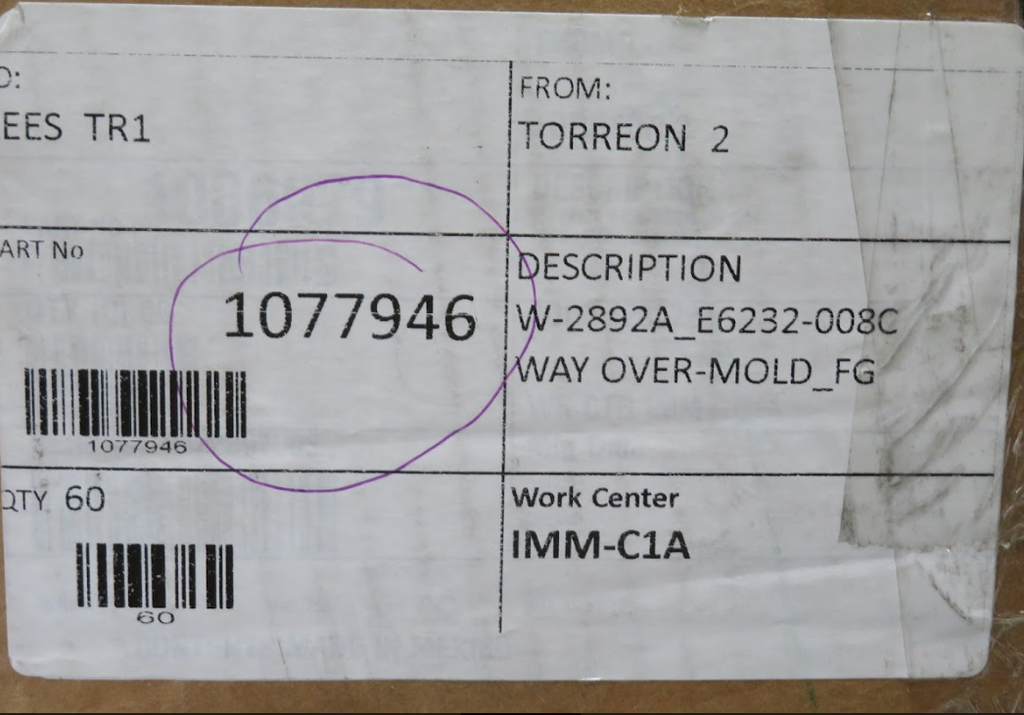 O:
EES TR1
FROM:
TORREON 2
ART No
1077946
1077946
DESCRIPTION
W-2892A_E6232-008C
WAY OVER-MOLD_FG
QTY 60
60
Work Center
IMM-C1A